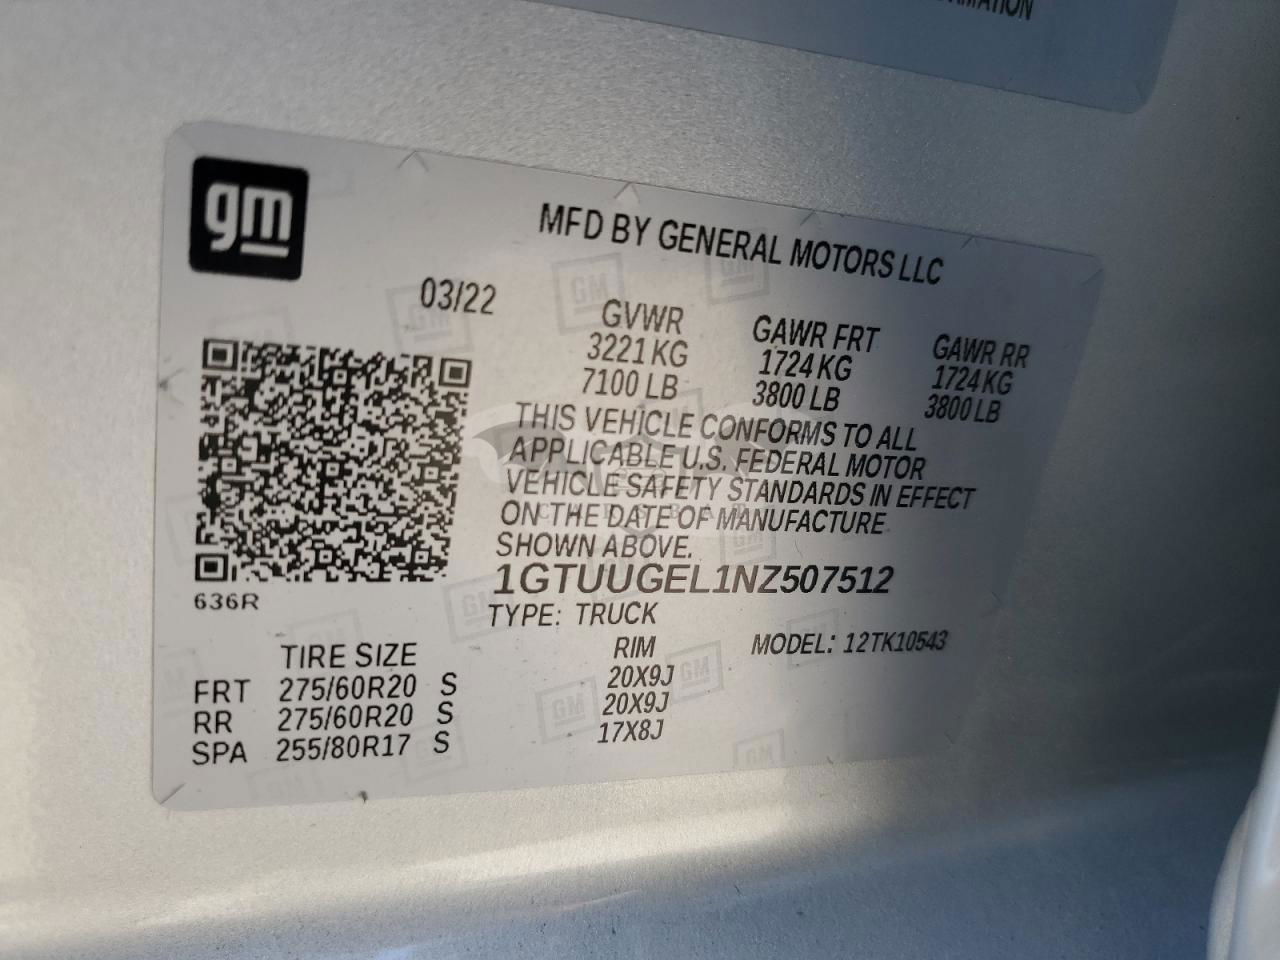 gm
MFD BY GENERAL MOTORS LLC
03/22
GVWR GAWR FRT GAWR RR
3221 KG 1724 KG 1724 KG
7100 LB 3800 LB 3800 LB
THIS VEHICLE CONFORMS TO ALL
APPLICABLE U.S. FEDERAL MOTOR
VEHICLE SAFETY STANDARDS IN EFFECT
ON THE DATE OF MANUFACTURE
SHOWN ABOVE.
1GTUUGEL1NZ507512
636R
TYPE: TRUCK
TIRE SIZE RIM MODEL: 12TK10543
FRT 275/60R20 S 20X9J
RR 275/60R20 S 20X9J
SPA 255/80R17 S 17X8J